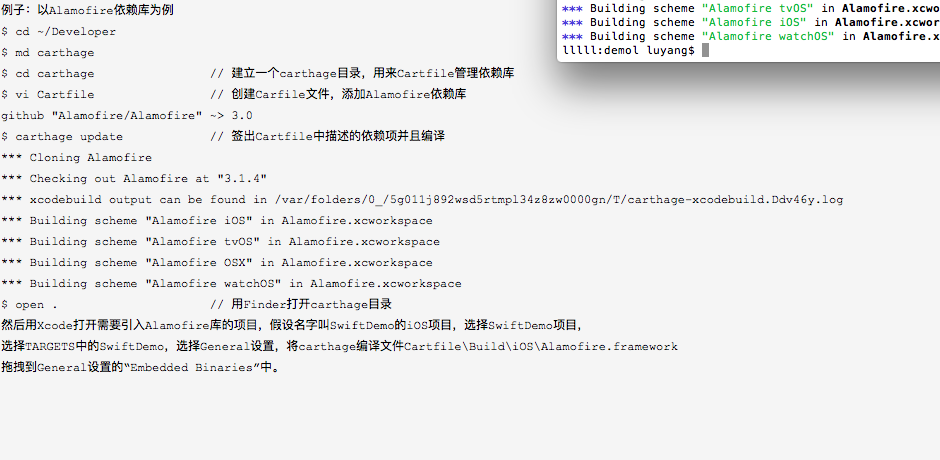 例子：以Alamofire依赖库为例
$ cd ~/Developer
$ md carthage
$ cd carthage // 建立一个carthage目录，用来Cartfile管理依赖库
$ vi Cartfile // 创建Carfile文件，添加Alamofire依赖库
github "Alamofire/Alamofire" ~> 3.0
$ carthage update // 签出Cartfile中描述的依赖项并且编译
*** Cloning Alamofire
*** Checking out Alamofire at "3.1.4"
*** xcodebuild output can be found in /var/folders/0_/5g011j892wsd5rtmpl34z8zw0000gn/T/carthage-xcodebuild.Ddv46y.log
*** Building scheme "Alamofire iOS" in Alamofire.xcworkspace
*** Building scheme "Alamofire tvOS" in Alamofire.xcworkspace
*** Building scheme "Alamofire OSX" in Alamofire.xcworkspace
*** Building scheme "Alamofire watchOS" in Alamofire.xcworkspace
$ open . // 用Finder打开carthage目录
然后用Xcode打开需要引入Alamofire库的项目，假设名字叫SwiftDemo的iOS项目，选择SwiftDemo项目，
选择TARGETS中的SwiftDemo，选择General设置，将carthage编译文件Cartfile\Build\iOS\Alamofire.framework
拖拽到General设置的“Embedded Binaries”中。
*** Building scheme "Alamofire tvOS" in Alamofire.xcwor
*** Building scheme "Alamofire iOS" in Alamofire.xcwor
*** Building scheme "Alamofire watchOS" in Alamofire.x
lllll:demol luyang$